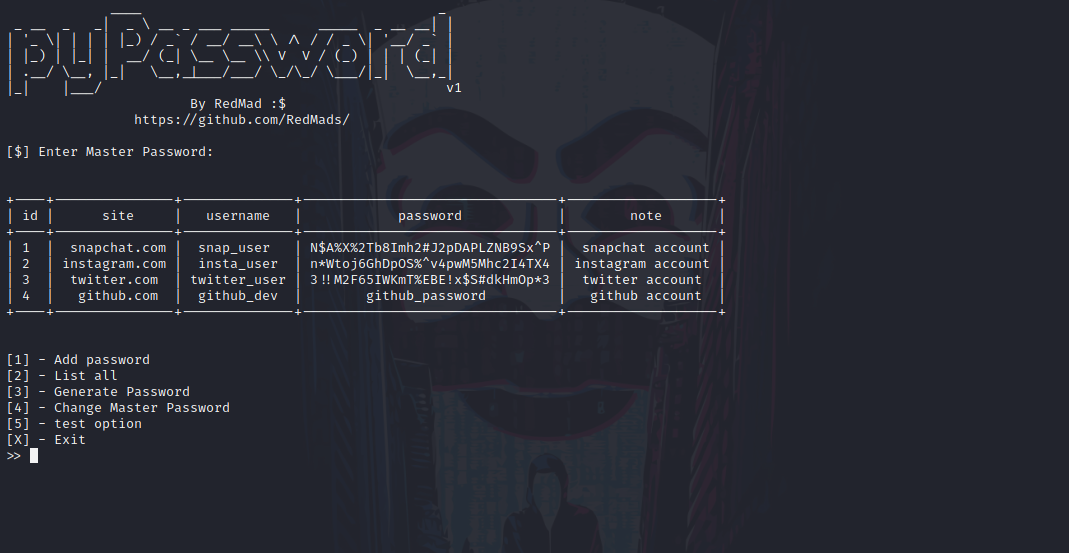 pyPassword
v1
By RedMad :$
https://github.com/RedMads/
[$] Enter Master Password:
| id | site | username | password | note |
| 1 | snapchat.com | snap_user | N$A%X%2Tb8Imh2#J2pDAPLZNB9Sx^P | snapchat account |
| 2 | instagram.com | insta_user | n*Wtoj6GhDpOS%^v4pwM5Mhc2I4TX4 | instagram account |
| 3 | twitter.com | twitter_user | 3!!M2F65IWKmT%EBE!x$S#dkHmOp*3 | twitter account |
| 4 | github.com | github_dev | github_password | github account |
[1] - Add password
[2] - List all
[3] - Generate Password
[4] - Change Master Password
[5] - test option
[X] - Exit
>>